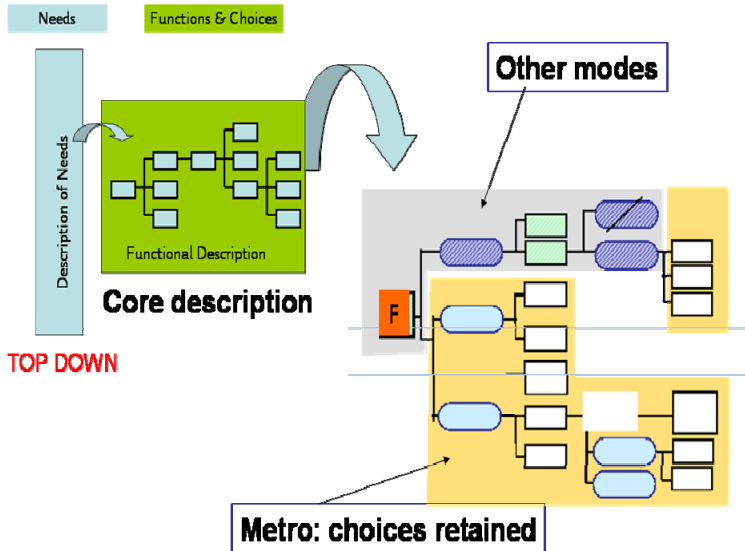 Needs
Functions & Choices
Other modes
Description of Needs
Functional Description
Core description
F
TOP DOWN
Metro: choices retained